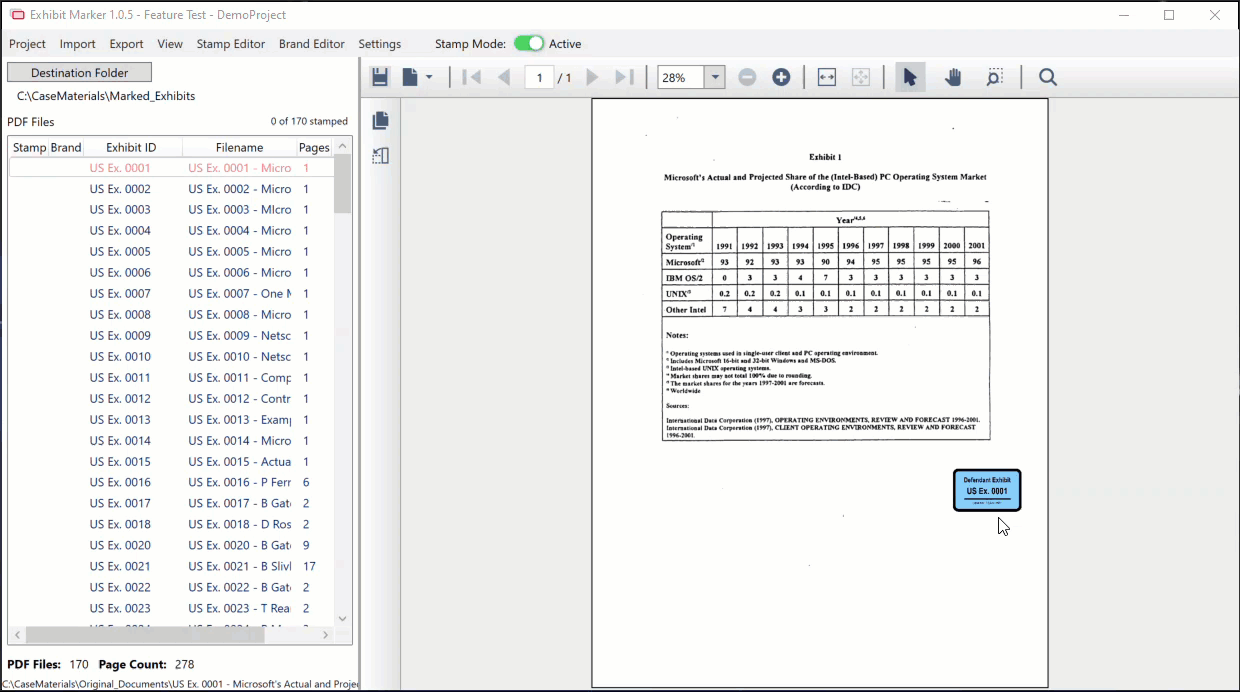 Exhibit Marker 1.0.5 - Feature Test - DemoProject
Project Import Export View Stamp Editor Brand Editor Settings Stamp Mode: Active
Destination Folder
C:\CaseMaterials\Marked_Exhibits
PDF Files 0 of 170 stamped
Stamp Brand Exhibit ID Filename Pages
US Ex. 0001 US Ex. 0001 - Micro 1
US Ex. 0002 US Ex. 0002 - Micro 1
US Ex. 0003 US Ex. 0003 - MIcro 1
US Ex. 0004 US Ex. 0004 - Micro 1
US Ex. 0005 US Ex. 0005 - Micro 1
US Ex. 0006 US Ex. 0006 - Micro 1
US Ex. 0007 US Ex. 0007 - One 1
US Ex. 0008 US Ex. 0008 - Micro 1
US Ex. 0009 US Ex. 0009 - Netsc 1
US Ex. 0010 US Ex. 0010 - Netsc 1
US Ex. 0011 US Ex. 0011 - Comp 1
US Ex. 0012 US Ex. 0012 - Contr 1
US Ex. 0013 US Ex. 0013 - Exam 1
US Ex. 0014 US Ex. 0014 - Micro 1
US Ex. 0015 US Ex. 0015 - Actua 1
US Ex. 0016 US Ex. 0016 - P Ferr 6
US Ex. 0017 US Ex. 0017 - B Gat 2
US Ex. 0018 US Ex. 0018 - D Ros 2
US Ex. 0020 US Ex. 0020 - B Gat 9
US Ex. 0021 US Ex. 0021 - B Slivl 17
US Ex. 0022 US Ex. 0022 - B Gat 2
US Ex. 0023 US Ex. 0023 - T Rea 2
PDF Files: 170 Page Count: 278
C:\CaseMaterials\Original_Documents\US Ex. 0001 - Microsoft's Actual and Proje
1 / 1 28%
Exhibit 1
Microsoft's Actual and Projected Share of the (Intel-Based) PC Operating System Market
(According to IDC)
Year
Operating
System 1991 1992 1993 1994 1995 1996 1997 1998 1999 2000 2001
Microsoft 93 92 93 93 90 94 95 95 95 95 96
IBM OS/2 0 3 3 4 7 3 3 3 3 3 3
UNIX 0.2 0.2 0.2 0.1 0.1 0.1 0.1 0.1 0.1 0.1 0.1
Other Intel 7 4 4 3 3 2 2 2 2 2 2
Notes:
Operating systems used in single-user client and PC operating environment.
Includes Microsoft 16-bit and 32-bit Windows and MS-DOS.
Intel-based UNIX operating systems.
Market shares may not total 100% due to rounding.
The market shares for the years 1997-2001 are forecasts.
Worldwide
Sources:
International Data Corporation (1997), OPERATING ENVIRONMENTS, REVIEW AND FORECAST 1996-2001.
International Data Corporation (1997), CLIENT OPERATING ENVIRONMENTS, REVIEW AND FORECAST
1996-2001.
Defendant Exhibit
US Ex. 0001